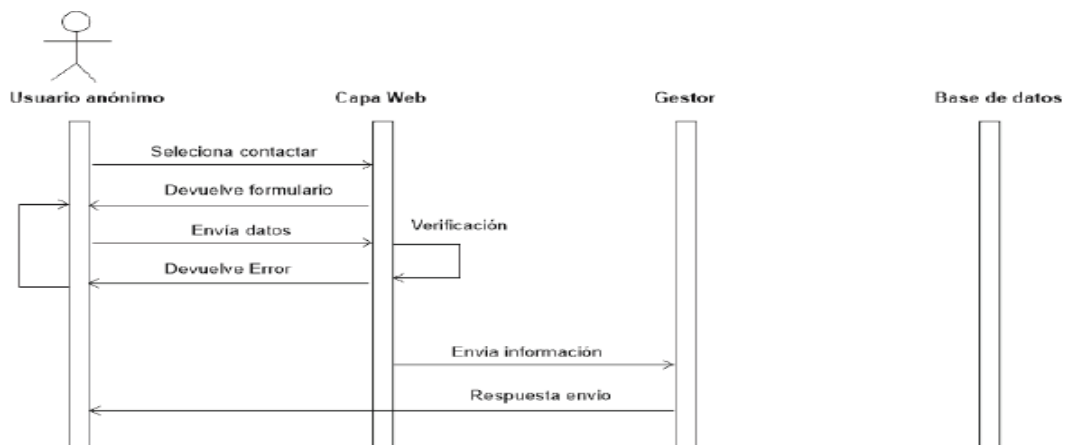 Usuario anónimo
Capa Web
Gestor
Base de datos
Seleciona contactar
Devuelve formulario
Envía datos
Verificación
Devuelve Error
Envia información
Respuesta envio